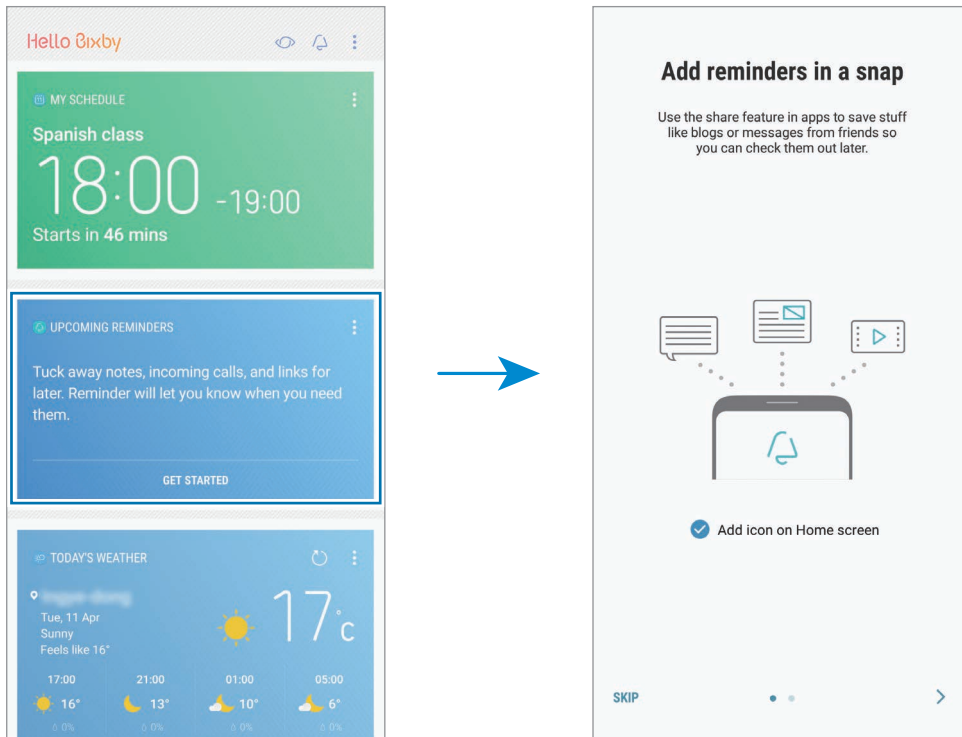 Hello Bixby
MY SCHEDULE
Spanish class
18:00 -19:00
Starts in 46 mins
UPCOMING REMINDERS
Tuck away notes, incoming calls, and links for
later. Reminder will let you know when you need
them.
GET STARTED
TODAY'S WEATHER
17°c
Tue, 11 Apr
Sunny
Feels like 16°
17:00 21:00 01:00 05:00
16° 13° 10° 6°
0% 0% 0% 0%
Add reminders in a snap
Use the share feature in apps to save stuff
like blogs or messages from friends so
you can check them out later.
Add icon on Home screen
SKIP